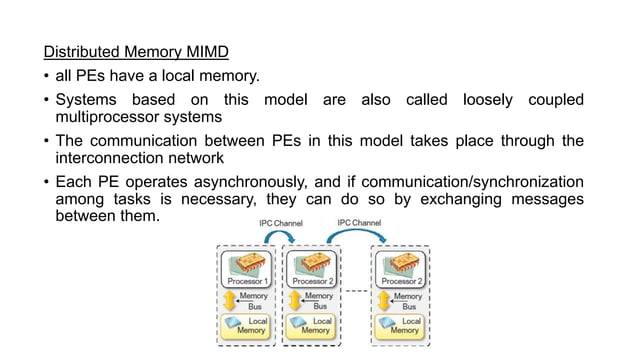 Distributed Memory MIMD
• all PEs have a local memory.
• Systems based on this model are also called loosely coupled
multiprocessor systems
• The communication between PEs in this model takes place through the
interconnection network
• Each PE operates asynchronously, and if communication/synchronization
among tasks is necessary, they can do so by exchanging messages
between them.
IPC Channel
IPC Channel
Processor 1
Processor 2
Processor 2
Memory
Bus
Memory
Bus
Memory
Bus
Local
Memory
Local
Memory
Local
Memory